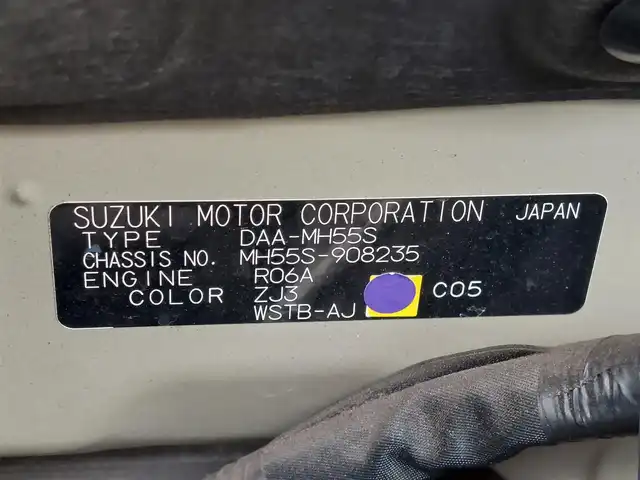 SUZUKI MOTOR CORPORATION JAPAN
TYPE DAA-MH55S
CHASSIS NO. MH55S-908235
ENGINE R06A
COLOR ZJ3 C05
WSTB-AJ